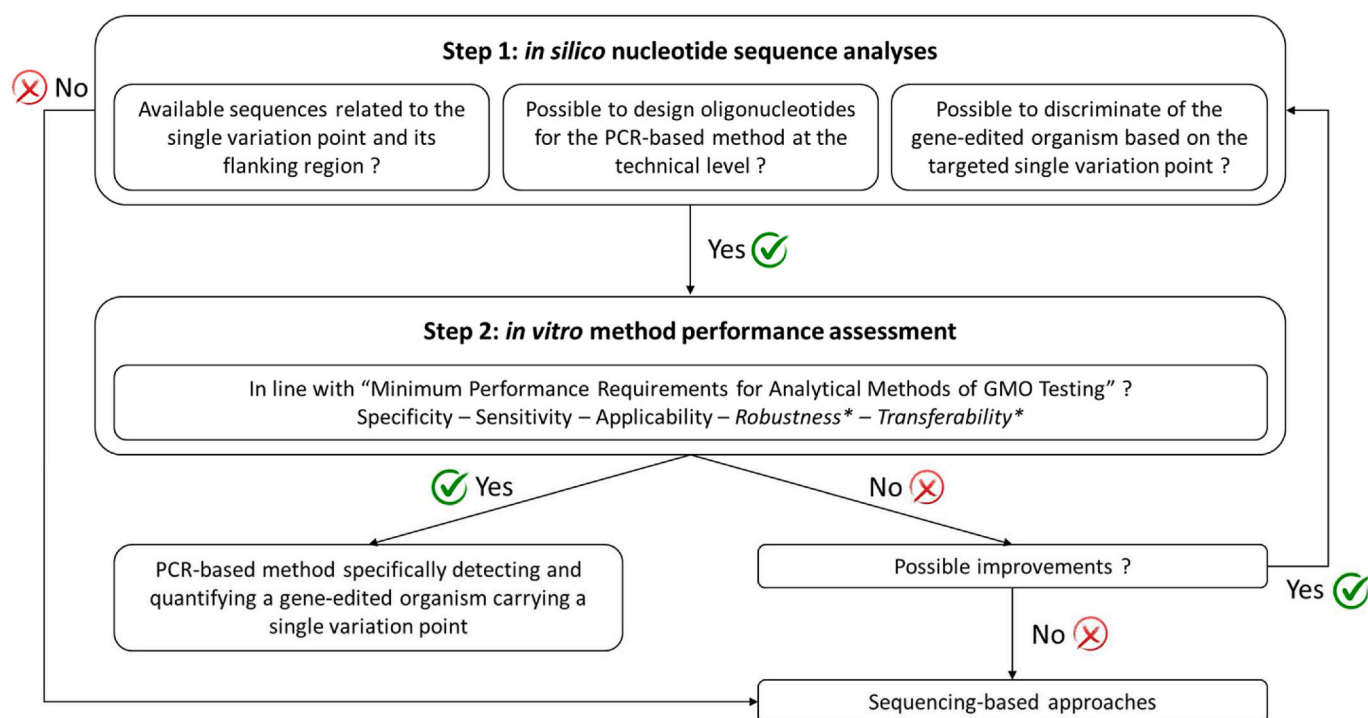 Step 1: in silico nucleotide sequence analyses
No
Available sequences related to the
single variation point and its
flanking region ?
Possible to design oligonucleotides
for the PCR-based method at the
technical level ?
Possible to discriminate of the
gene-edited organism based on the
targeted single variation point ?
Yes
Step 2: in vitro method performance assessment
In line with “Minimum Performance Requirements for Analytical Methods of GMO Testing” ?
Specificity – Sensitivity – Applicability – Robustness* – Transferability*
Yes
No
PCR-based method specifically detecting and
quantifying a gene-edited organism carrying a
single variation point
Possible improvements ?
Yes
No
Sequencing-based approaches